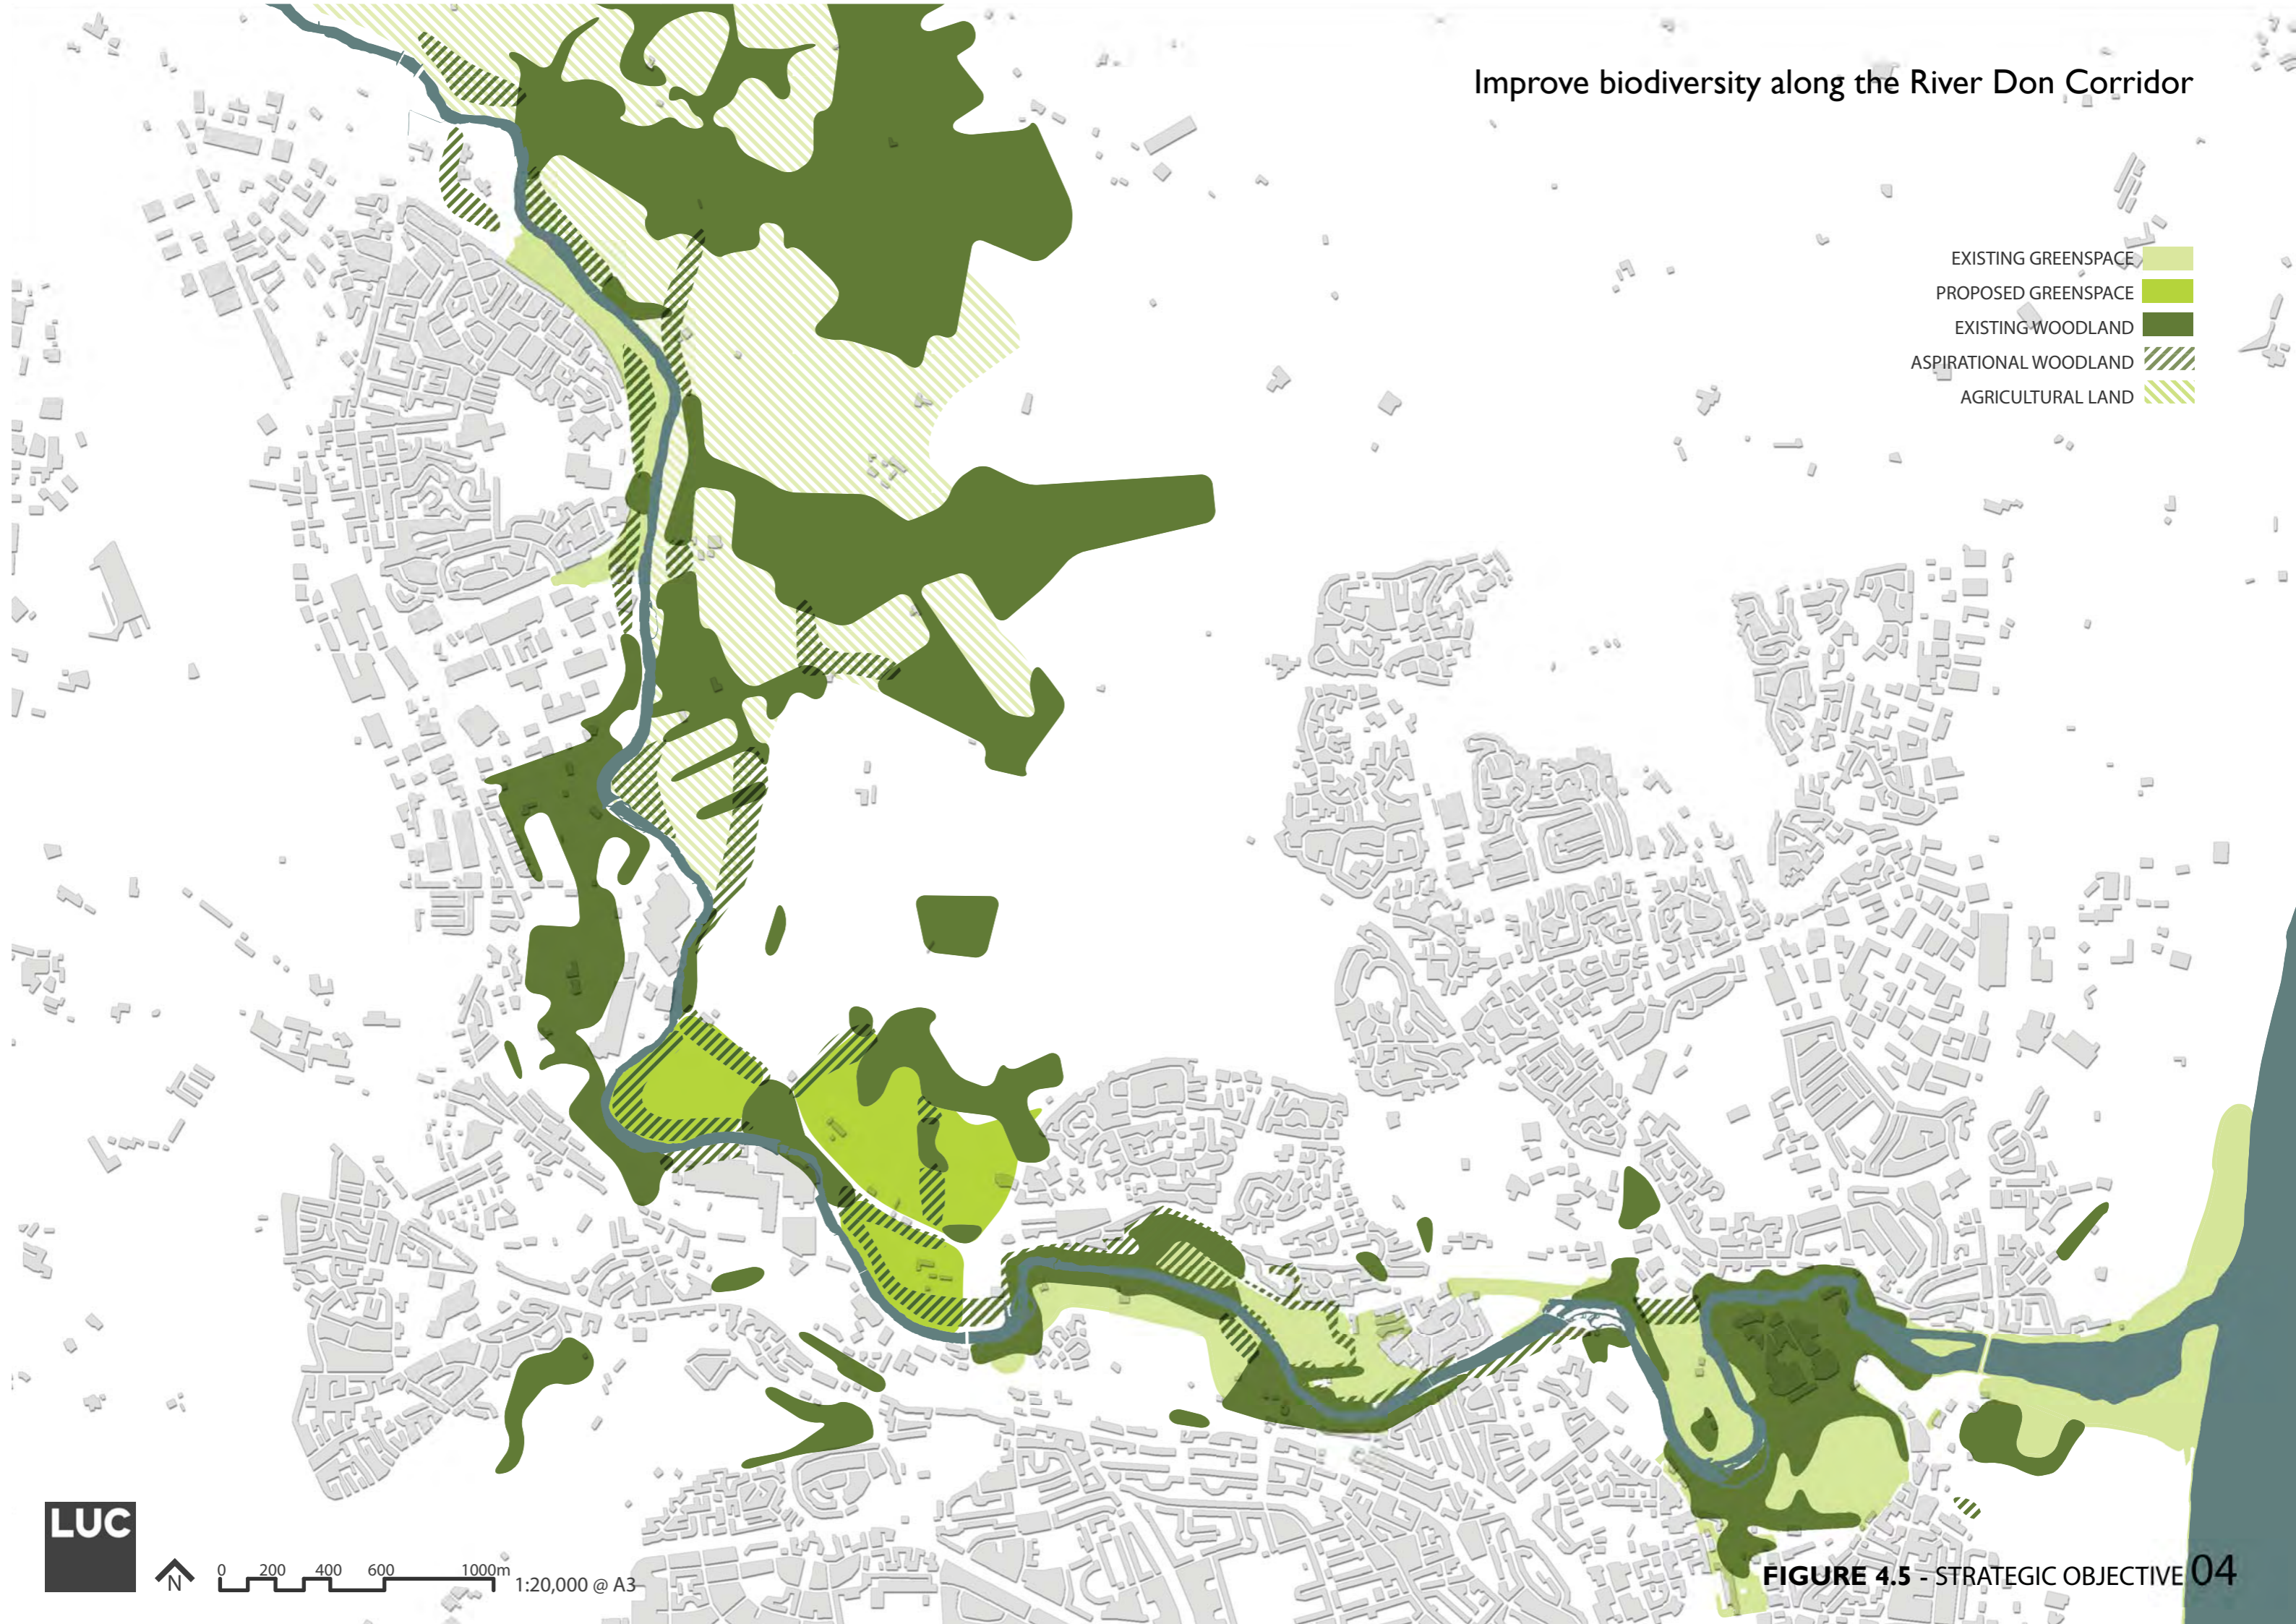 Improve biodiversity along the River Don Corridor
EXISTING GREENSPACE
PROPOSED GREENSPACE
EXISTING WOODLAND
ASPIRATIONAL WOODLAND
AGRICULTURAL LAND
LUC
N
0 200 400 600 1000m
1:20,000 @ A3
FIGURE 4.5 - STRATEGIC OBJECTIVE 04